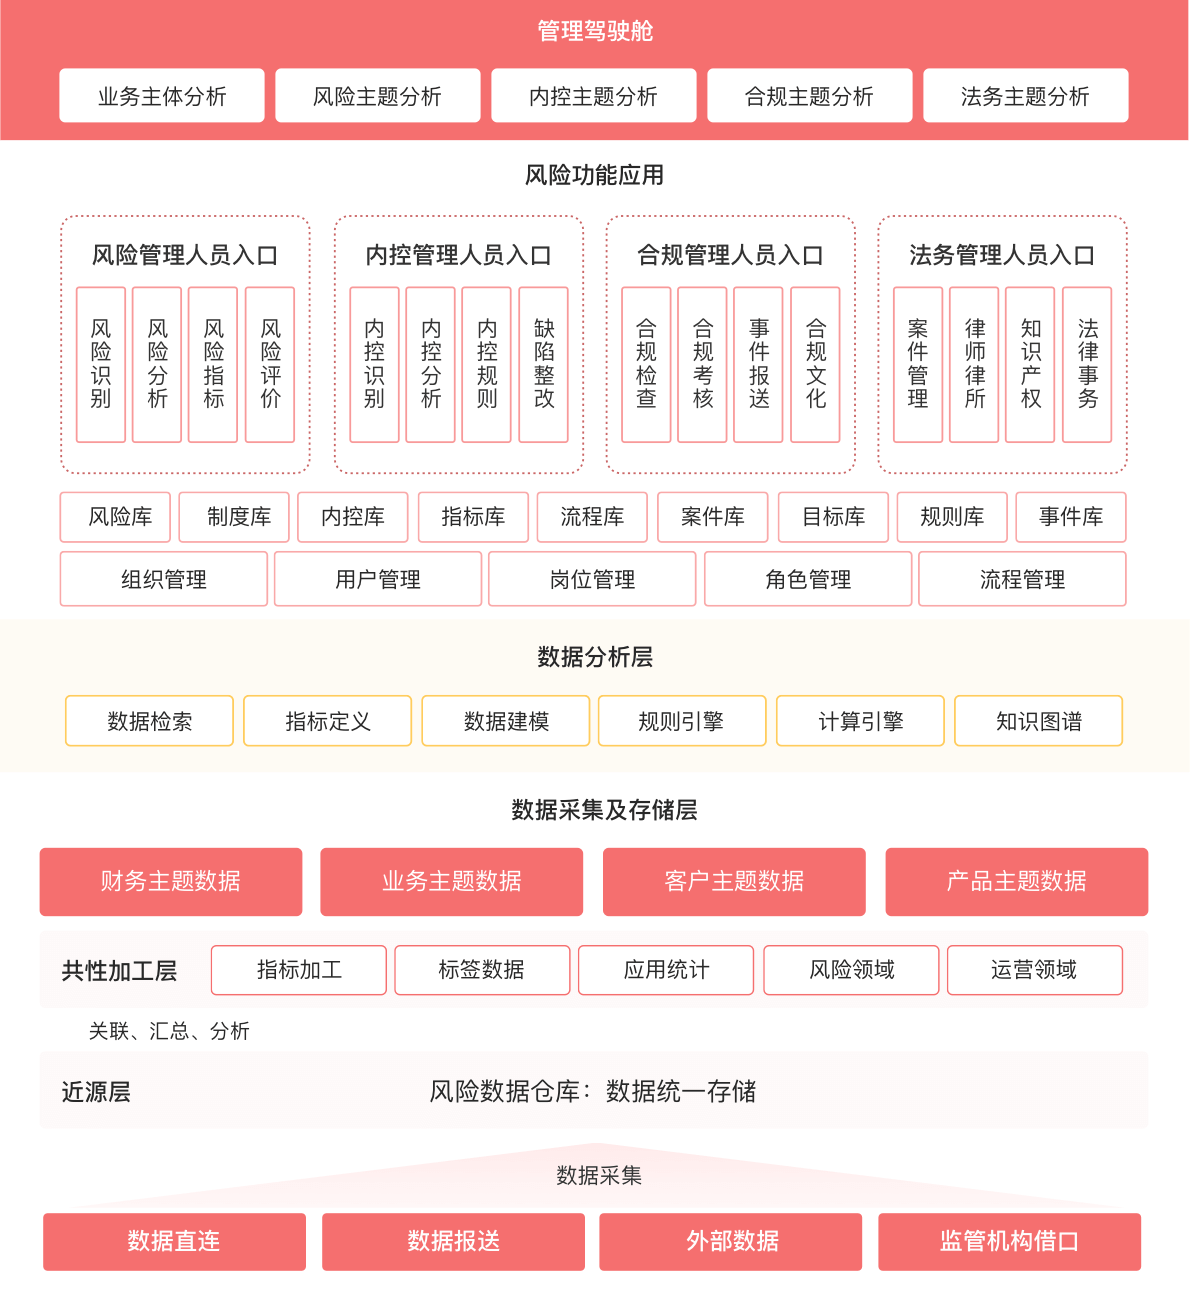 管理驾驶舱
业务主体分析
风险主题分析
内控主题分析
合规主题分析
法务主题分析
风险功能应用
风险管理人员入口
风险识别
风险分析
风险指标
风险评价
内控管理人员入口
内控识别
内控分析
内控规则
缺陷整改
合规管理人员入口
合规检查
合规考核
事件报送
合规文化
法务管理人员入口
案件管理
律师律所
知识产权
法律事务
风险库
制度库
内控库
指标库
流程库
案件库
目标库
规则库
事件库
组织管理
用户管理
岗位管理
角色管理
流程管理
数据分析层
数据检索
指标定义
数据建模
规则引擎
计算引擎
知识图谱
数据采集及存储层
财务主题数据
业务主题数据
客户主题数据
产品主题数据
共性加工层
指标加工
标签数据
应用统计
风险领域
运营领域
关联、汇总、分析
近源层
风险数据仓库：数据统一存储
数据采集
数据直连
数据报送
外部数据
监管机构借口